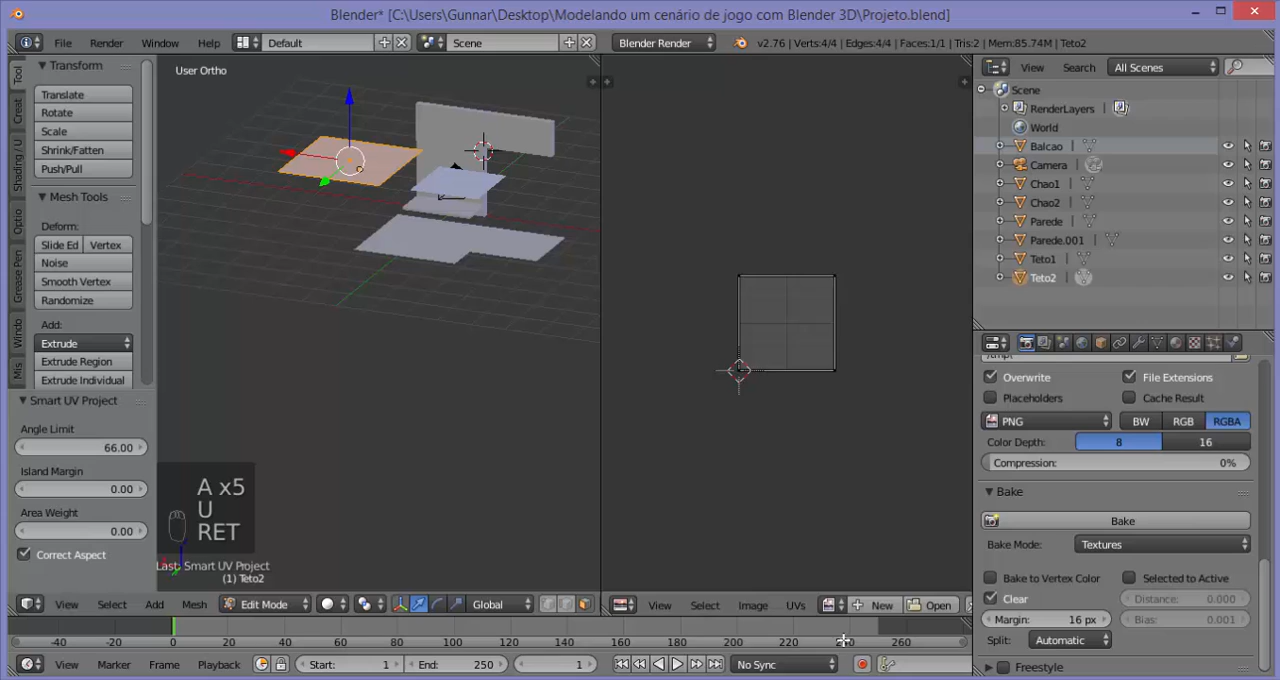 Blender* [C:\Users\Gunnar\Desktop\Modelando um cenário de jogo com Blender 3D\Projeto.blend]
File Render Window Help Default Scene Blender Render v2.76 | Verts:4/4 | Edges:4/4 | Faces:1/1 | Tris:2 | Mem:85.74M | Teto2
Transform
Translate
Rotate
Scale
Shrink/Fatten
Push/Pull
Mesh Tools
Deform:
Slide Ed Vertex
Noise
Smooth Vertex
Randomize
Add:
Extrude
Extrude Region
Extrude Individual
Smart UV Project
Angle Limit
66.00
Island Margin
0.00
Area Weight
0.00
Correct Aspect
Tool
Creat
Shading / U
Optio
Grease Pen
Windo
Mis
User Ortho
A x5
U
RET
Last: Smart UV Project
(1) Teto2
View Select Add Mesh Edit Mode Global
View Select Image UVs New Open
View Search All Scenes
Scene
RenderLayers
World
Balcao
Camera
Chao1
Chao2
Parede
Parede.001
Teto1
Teto2
/tmp\
Overwrite File Extensions
Placeholders Cache Result
PNG BW RGB RGBA
Color Depth: 8 16
Compression: 0%
Bake
Bake
Bake Mode: Textures
Bake to Vertex Color Selected to Active
Clear Distance: 0.000
Margin: 16 px Bias: 0.001
Split: Automatic
Freestyle
-40 -20 0 20 40 60 80 100 120 140 160 180 200 220 240 260
View Marker Frame Playback Start: 1 End: 250 1 No Sync